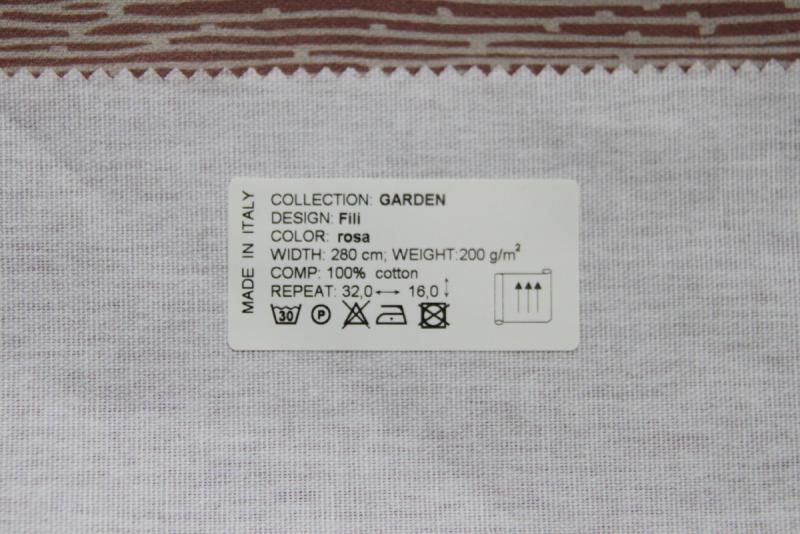 MADE IN ITALY
COLLECTION: GARDEN
DESIGN: Fili
COLOR: rosa
WIDTH: 280 cm; WEIGHT:200 g/m²
COMP: 100% cotton
REPEAT: 32,0↔ 16,0↕
30 P